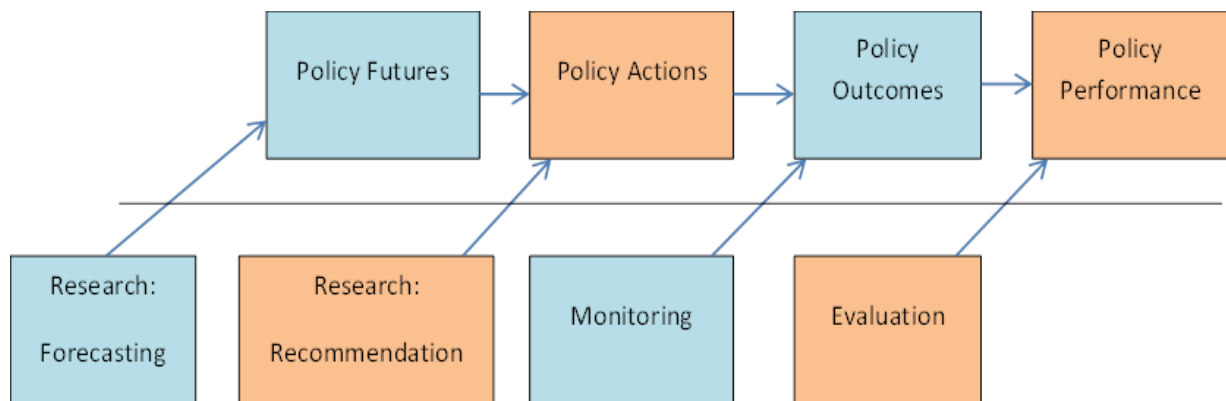 Policy Futures
Policy Actions
Policy
Outcomes
Policy
Performance
Research:
Forecasting
Research:
Recommendation
Monitoring
Evaluation